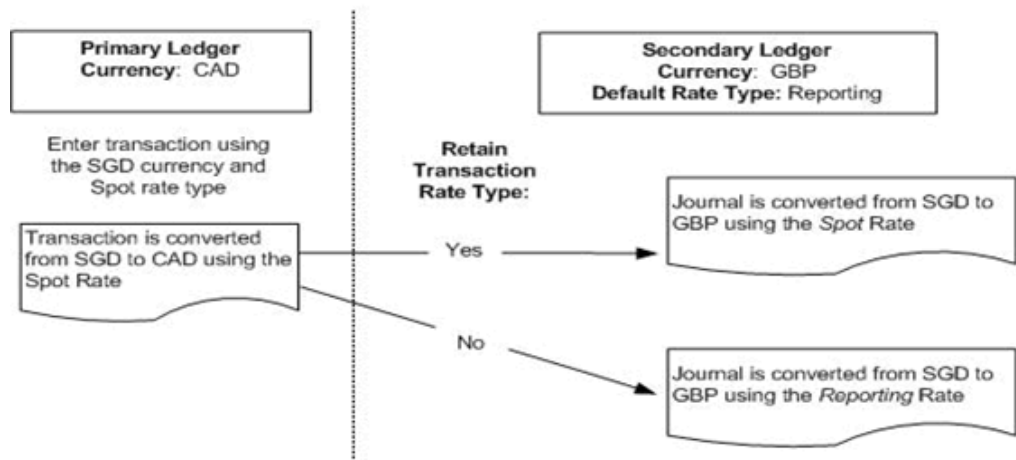 Primary Ledger
Currency: CAD
Secondary Ledger
Currency: GBP
Default Rate Type: Reporting
Enter transaction using
the SGD currency and
Spot rate type
Retain
Transaction
Rate Type:
Transaction is converted
from SGD to CAD using the
Spot Rate
Yes
Journal is converted from SGD to
GBP using the Spot Rate
No
Journal is converted from SGD to
GBP using the Reporting Rate